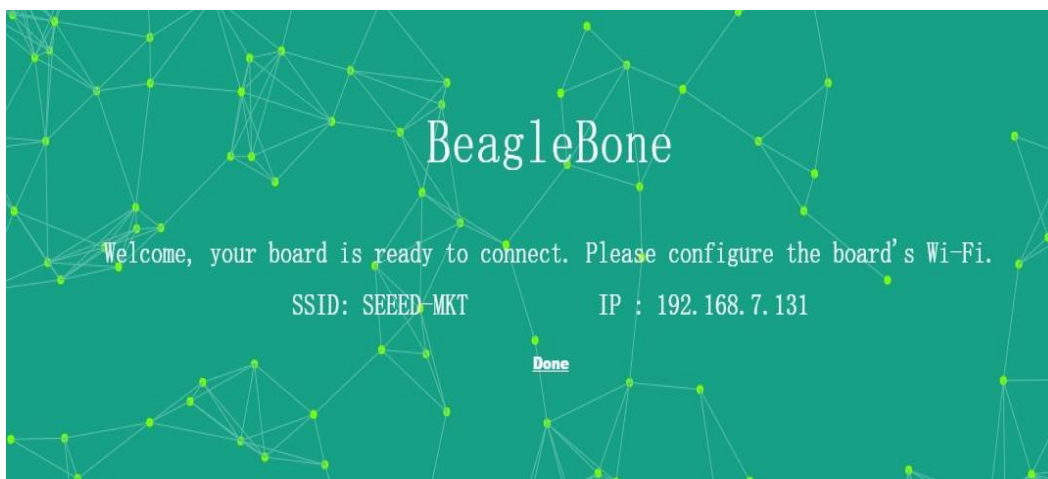 BeagleBone
Welcome, your board is ready to connect. Please configure the board's Wi-Fi.
SSID: SEEED-MKT IP : 192.168.7.131
Done